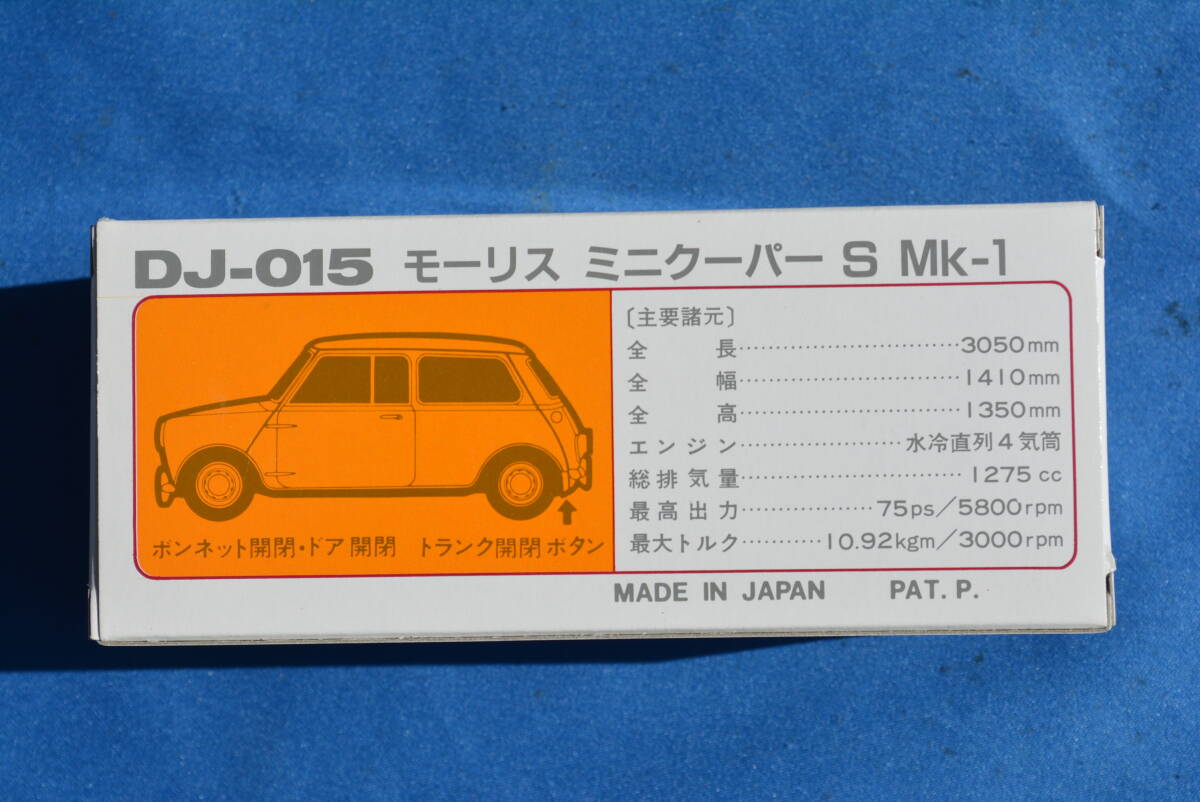 DJ-015 モーリス ミニクーパー S Mk-1
〔主要諸元〕
全長…………………………3050mm
全幅…………………………1410mm
全高…………………………1350mm
エンジン…………………水冷直列4気筒
総排気量…………………………1275cc
最高出力………………75ps/5800rpm
最大トルク…………10.92kgm/3000rpm
ボンネット開閉・ドア開閉 トランク開閉ボタン
MADE IN JAPAN PAT. P.